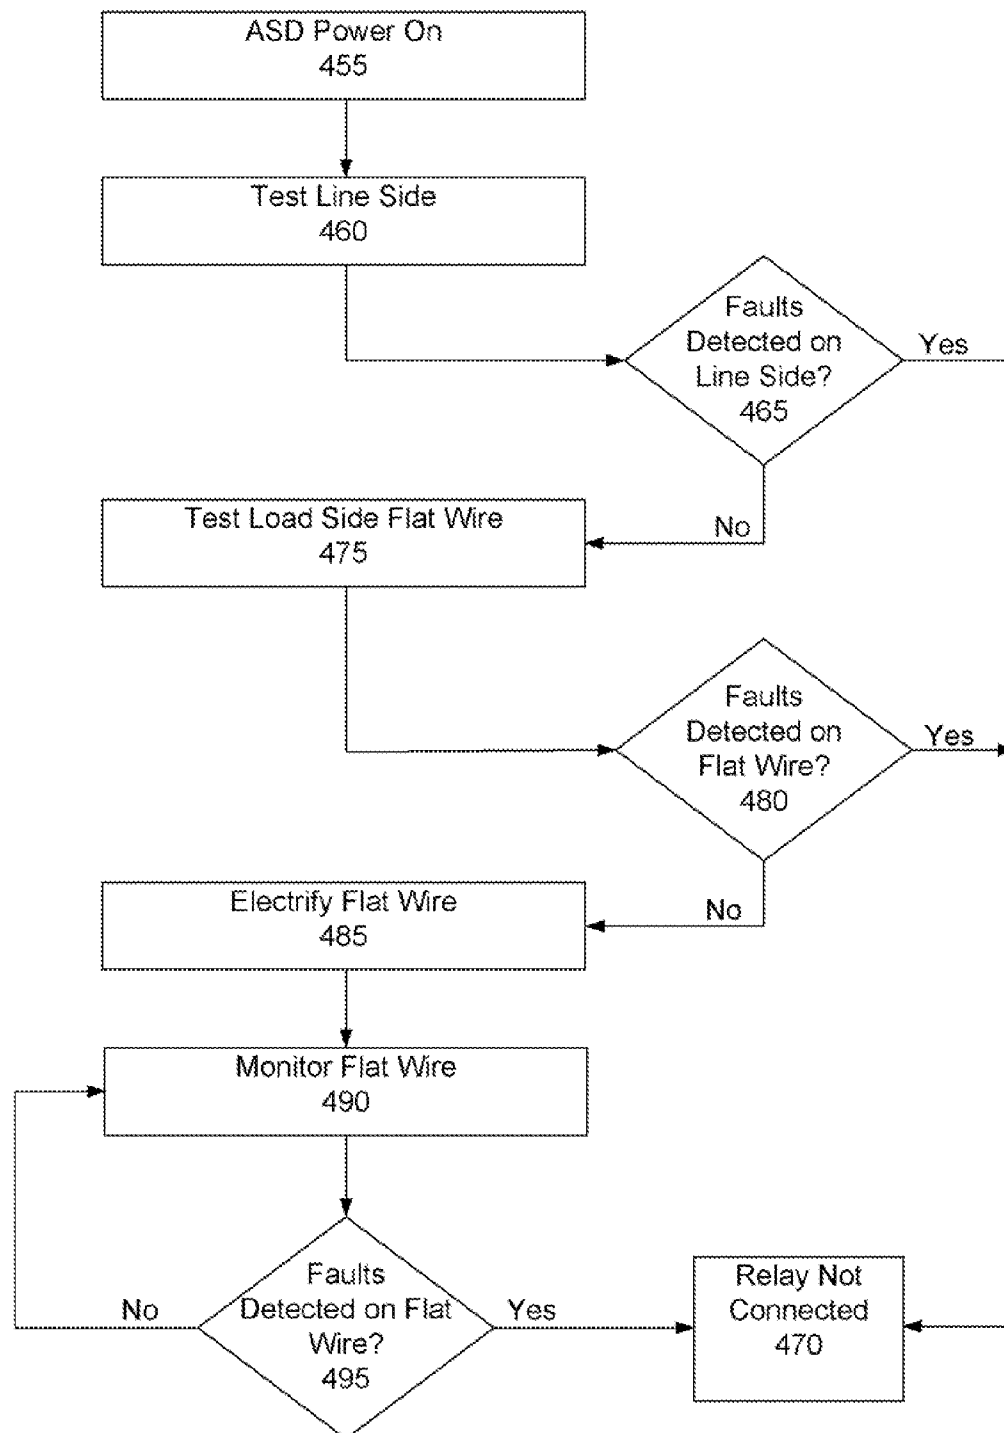 ASD Power On
455
Test Line Side
460
Faults
Detected on
Line Side?
465
Yes
No
Test Load Side Flat Wire
475
Faults
Detected on
Flat Wire?
480
Yes
No
Electrify Flat Wire
485
Monitor Flat Wire
490
Faults
Detected on Flat
Wire?
495
No
Yes
Relay Not
Connected
470